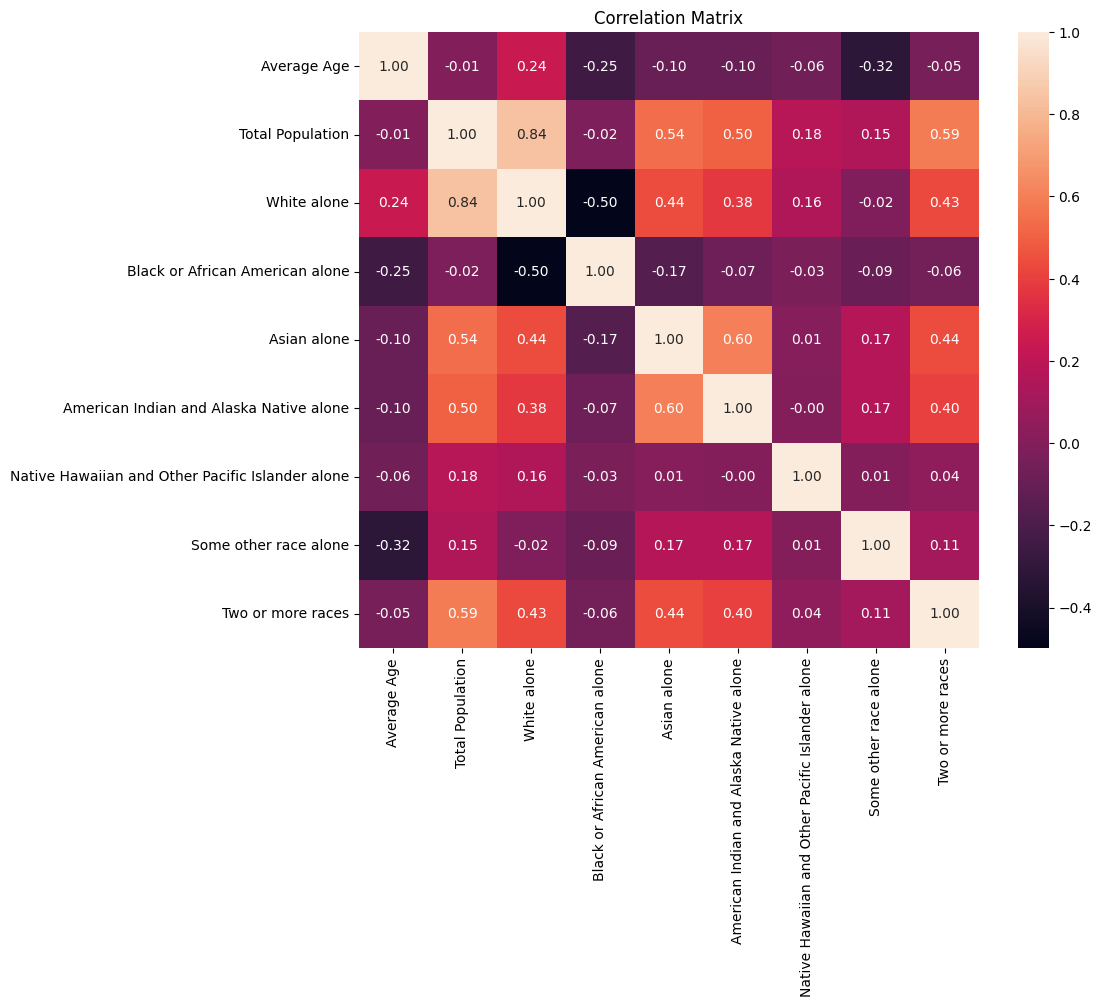 Correlation Matrix
Average Age 1.00 -0.01 0.24 -0.25 -0.10 -0.10 -0.06 -0.32 -0.05
Total Population -0.01 1.00 0.84 -0.02 0.54 0.50 0.18 0.15 0.59
White alone 0.24 0.84 1.00 -0.50 0.44 0.38 0.16 -0.02 0.43
Black or African American alone -0.25 -0.02 -0.50 1.00 -0.17 -0.07 -0.03 -0.09 -0.06
Asian alone -0.10 0.54 0.44 -0.17 1.00 0.60 0.01 0.17 0.44
American Indian and Alaska Native alone -0.10 0.50 0.38 -0.07 0.60 1.00 -0.00 0.17 0.40
Native Hawaiian and Other Pacific Islander alone -0.06 0.18 0.16 -0.03 0.01 -0.00 1.00 0.01 0.04
Some other race alone -0.32 0.15 -0.02 -0.09 0.17 0.17 0.01 1.00 0.11
Two or more races -0.05 0.59 0.43 -0.06 0.44 0.40 0.04 0.11 1.00
Average Age
Total Population
White alone
Black or African American alone
Asian alone
American Indian and Alaska Native alone
Native Hawaiian and Other Pacific Islander alone
Some other race alone
Two or more races
1.0
0.8
0.6
0.4
0.2
0.0
−0.2
−0.4